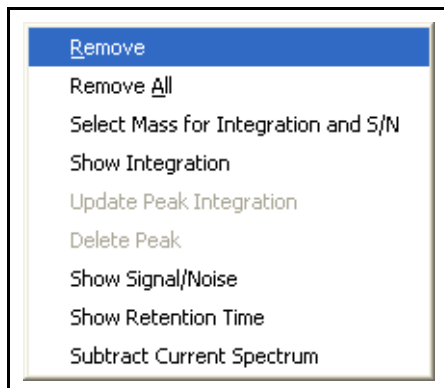 Remove
Remove All
Select Mass for Integration and S/N
Show Integration
Update Peak Integration
Delete Peak
Show Signal/Noise
Show Retention Time
Subtract Current Spectrum